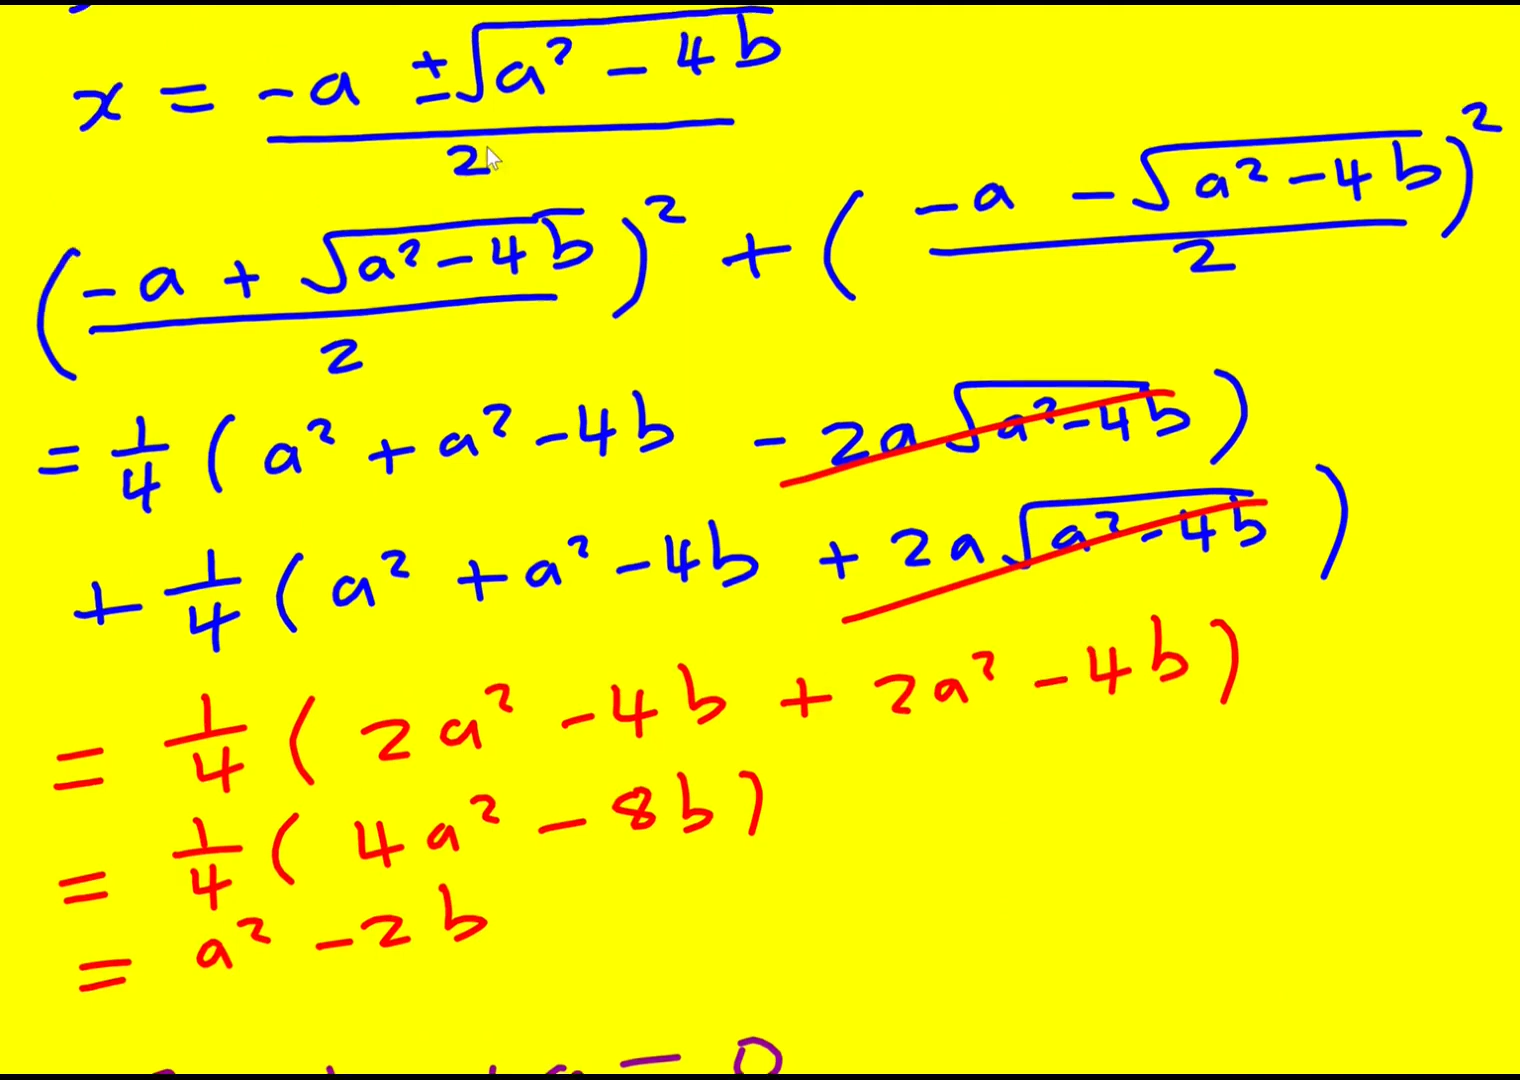 x = (-a ± √(a² - 4b))/2
((-a + √(a² - 4b))/2)² + ((-a - √(a² - 4b))/2)²
= 1/4 (a² + a² - 4b - 2a√(a² - 4b))
+ 1/4 (a² + a² - 4b + 2a√(a² - 4b))
= 1/4 (2a² - 4b + 2a² - 4b)
= 1/4 (4a² - 8b)
= a² - 2b